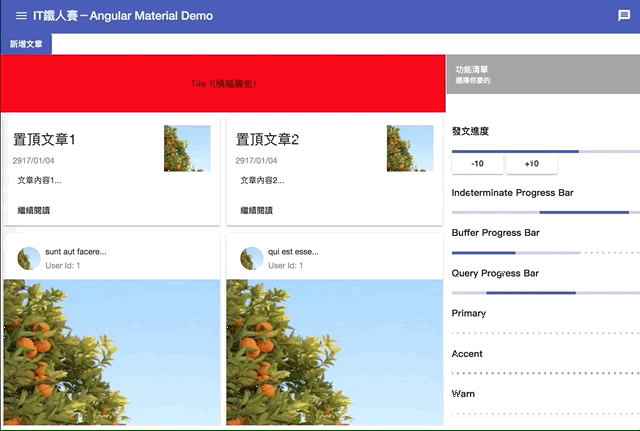 IT鐵人賽－Angular Material Demo
新增文章
Tile 1(橫幅廣告)
功能清單
選擇你要的
置頂文章1
2917/01/04
文章內容1...
繼續閱讀
置頂文章2
2917/01/04
文章內容2...
繼續閱讀
sunt aut facere...
User Id: 1
qui est esse...
User Id: 1
發文進度
-10
+10
Indeterminate Progress Bar
Buffer Progress Bar
Query Progress Bar
Primary
Accent
Warn